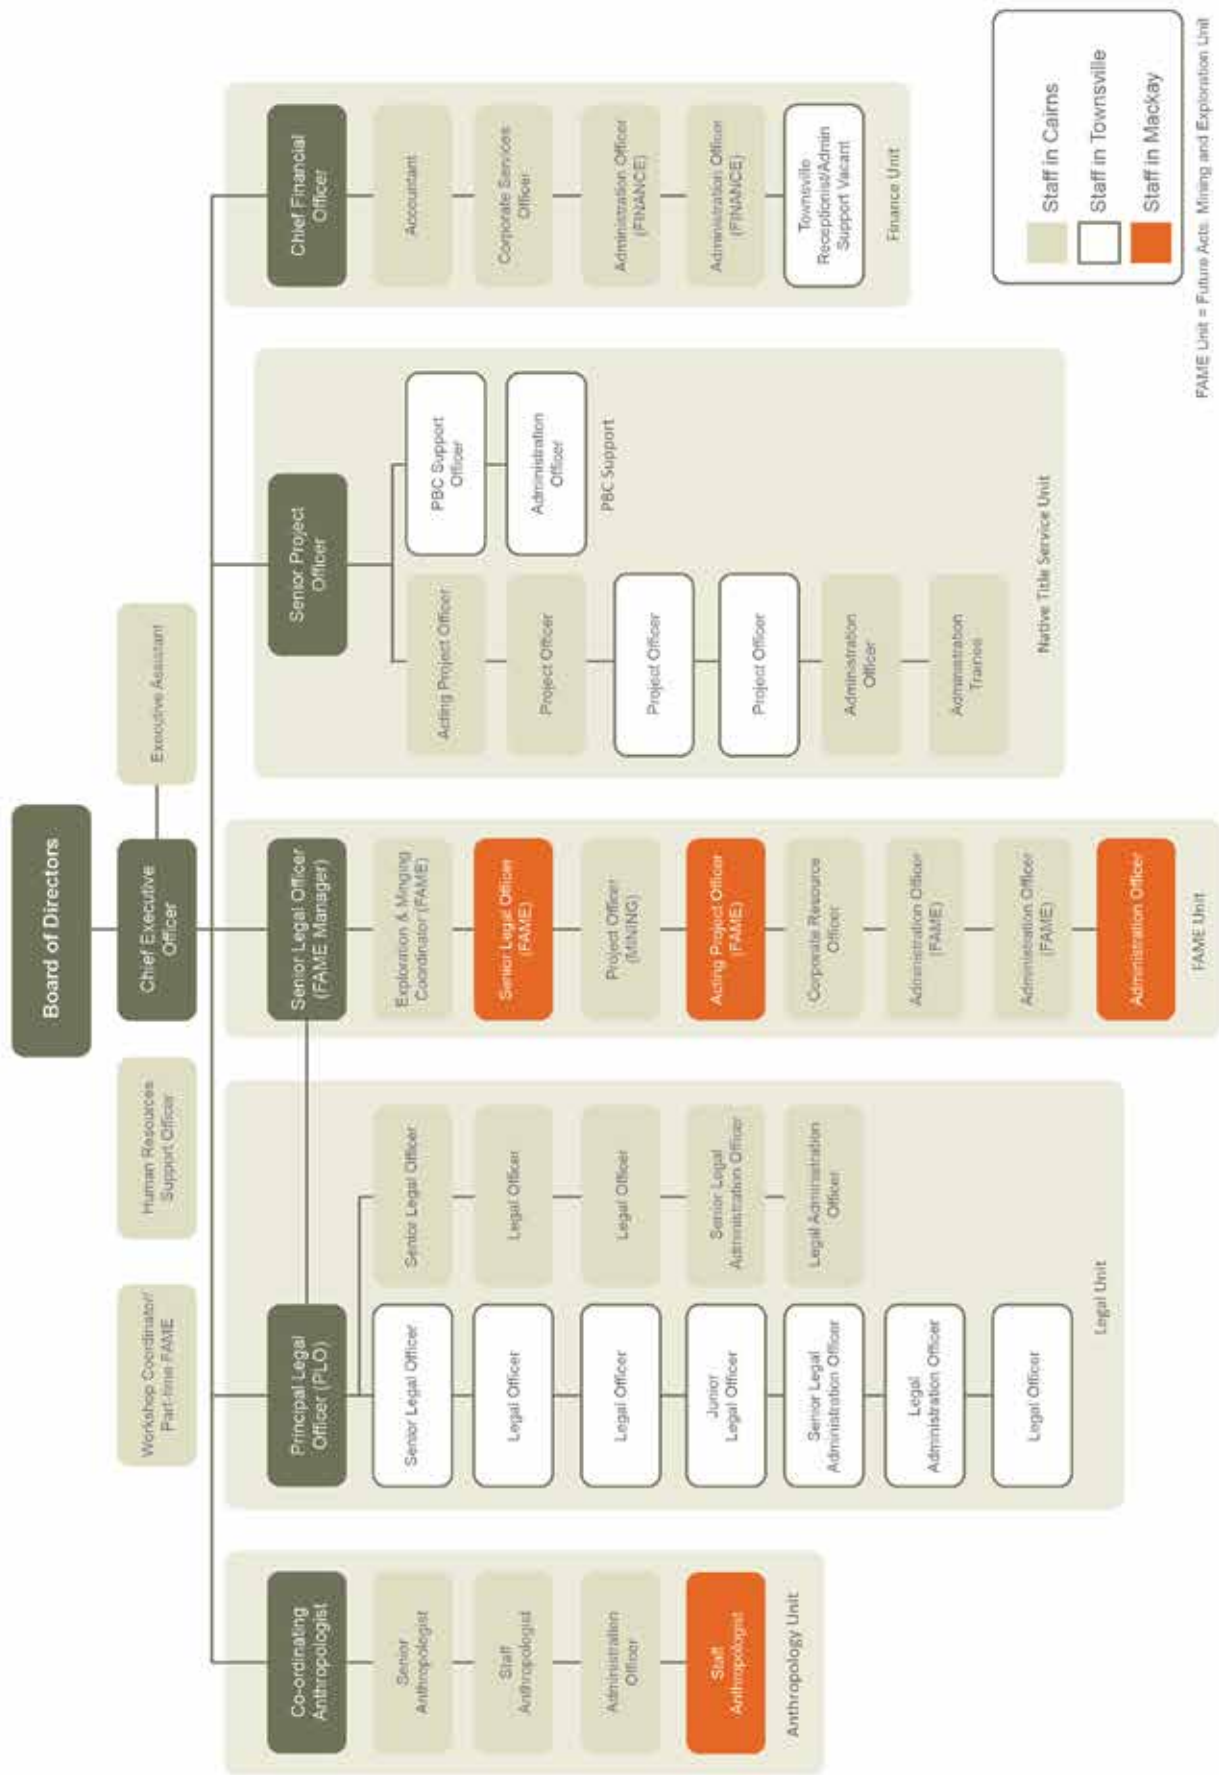 Board of Directors
Chief Executive
Officer
Executive Assistant
Human Resources
Support Officer
Workshop Coordinator/
Part-time FAME
Co-ordinating
Anthropologist
Senior
Anthropologist
Staff
Anthropologist
Administration
Officer
Staff
Anthropologist
Anthropology Unit
Principal Legal
Officer (PLO)
Senior Legal Officer
Legal Officer
Legal Officer
Junior
Legal Officer
Senior Legal
Administration Officer
Legal
Administration Officer
Legal Officer
Senior Legal Officer
Legal Officer
Legal Officer
Senior Legal
Administration Officer
Legal Administration
Officer
Legal Unit
Senior Legal Officer
(FAME Manager)
Exploration & Minging
Coordinator (FAME)
Senior Legal Officer
(FAME)
Project Officer
(MINING)
Acting Project Officer
(FAME)
Corporate Resource
Officer
Administration Officer
(FAME)
Administration Officer
(FAME)
Administration Officer
FAME Unit
Senior Project
Officer
Acting Project Officer
Project Officer
Project Officer
Project Officer
Administration
Officer
Administration
Trainee
PBC Support
Officer
Administration
Officer
PBC Support
Native Title Service Unit
Chief Financial
Officer
Accountant
Corporate Services
Officer
Administration Officer
(FINANCE)
Administration Officer
(FINANCE)
Townsville
Receptionist/Admin
Support Vacant
Finance Unit
Staff in Cairns
Staff in Townsville
Staff in Mackay
FAME Unit = Future Acts, Mining and Exploration Unit